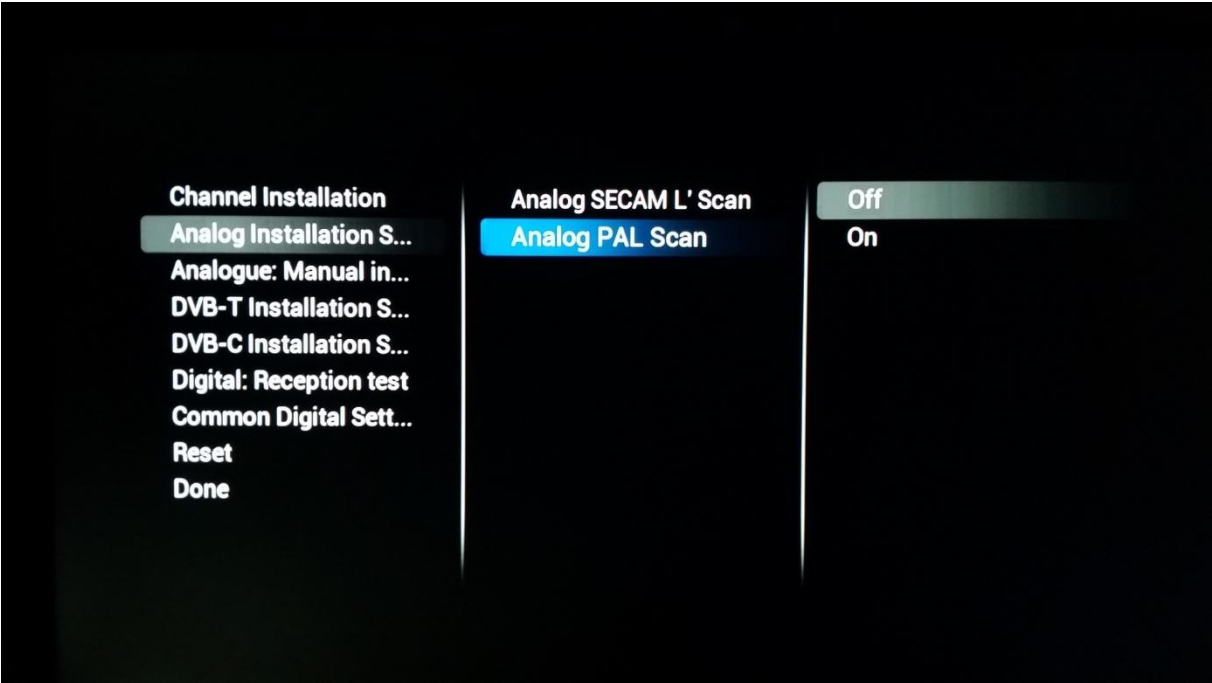 Channel Installation
Analog Installation S...
Analogue: Manual in...
DVB-T Installation S...
DVB-C Installation S...
Digital: Reception test
Common Digital Sett...
Reset
Done
Analog SECAM L' Scan
Analog PAL Scan
Off
On